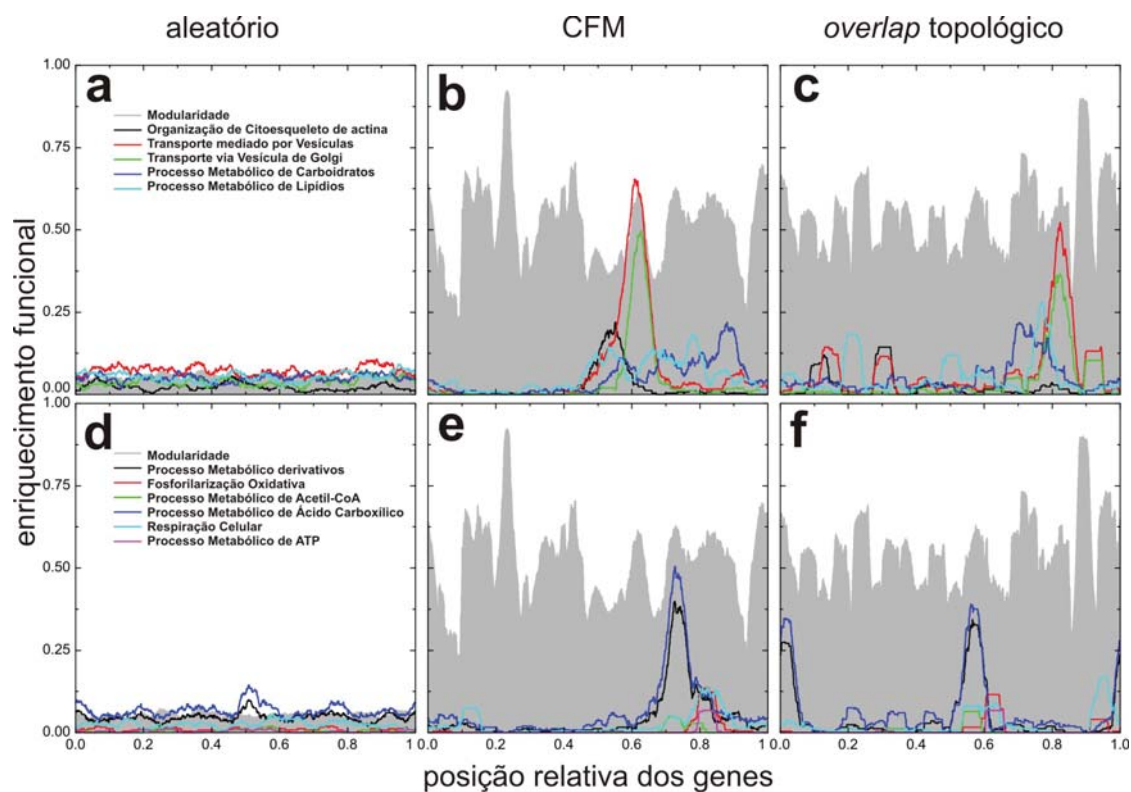 aleatório
CFM
overlap topológico
enriquecimento funcional
1.00
0.75
0.50
0.25
0.00
a
Modularidade
Organização de Citoesqueleto de actina
Transporte mediado por Vesículas
Transporte via Vesícula de Golgi
Processo Metabólico de Carboidratos
Processo Metabólico de Lipídios
b
c
1.00
0.75
0.50
0.25
0.00
d
Modularidade
Processo Metabólico derivativos
Fosforilarização Oxidativa
Processo Metabólico de Acetil-CoA
Processo Metabólico de Ácido Carboxílico
Respiração Celular
Processo Metabólico de ATP
e
f
0.0 0.2 0.4 0.6 0.8 1.0
0.0 0.2 0.4 0.6 0.8 1.0
0.2 0.4 0.6 0.8 1.0
posição relativa dos genes